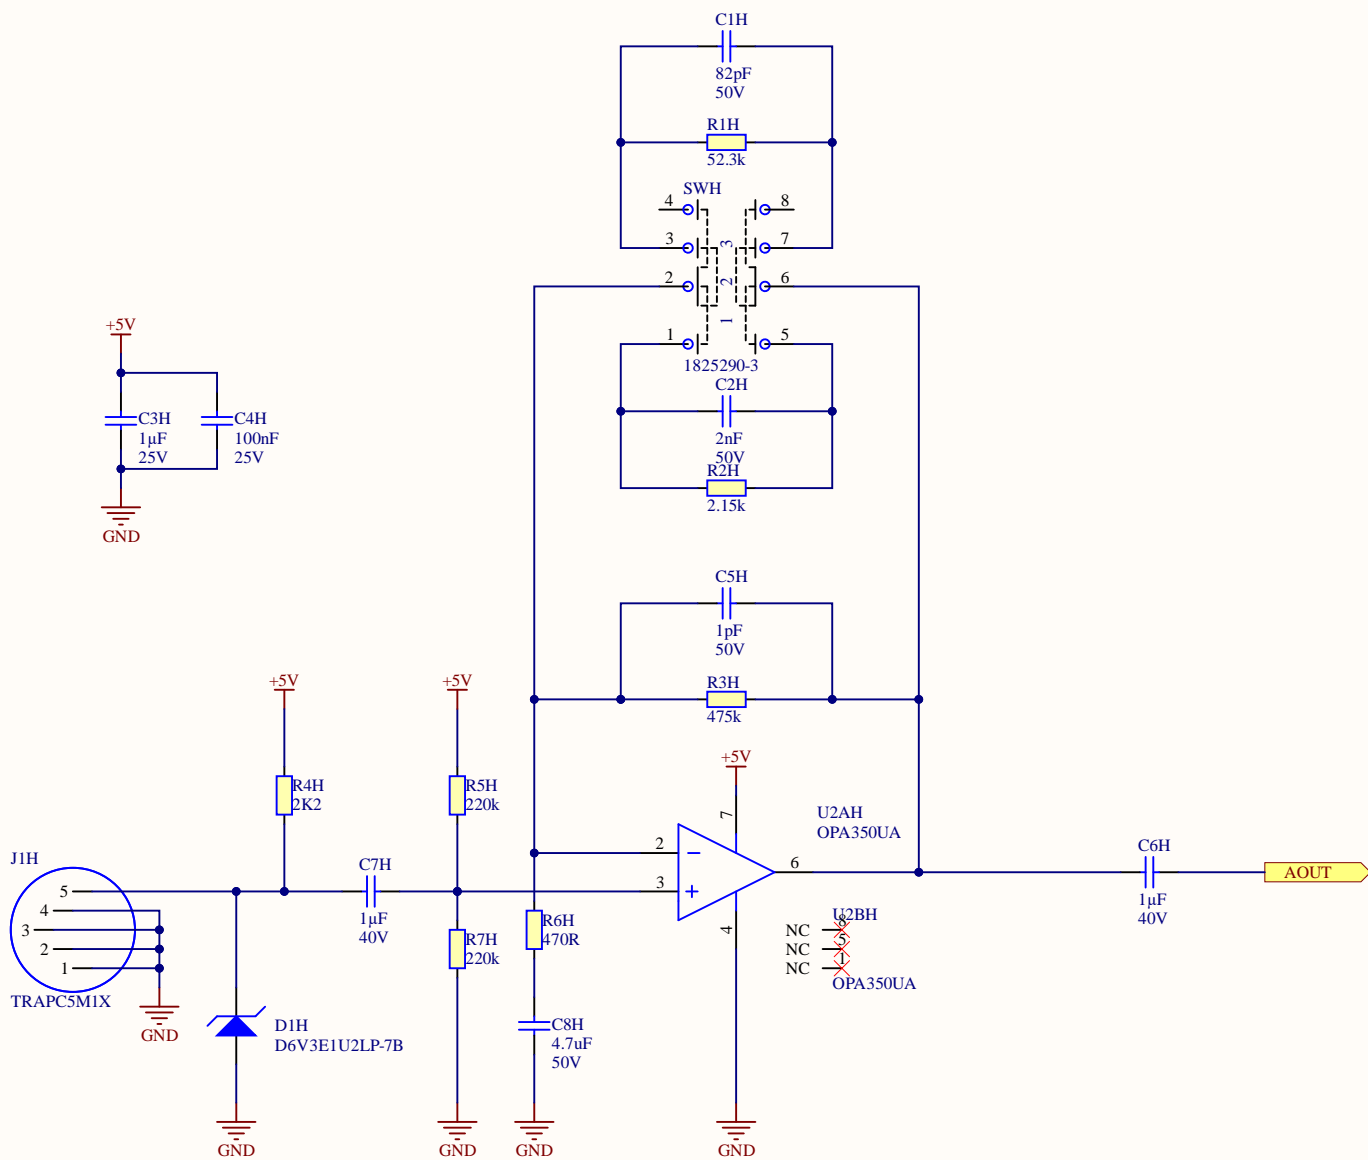 C1H
82pF
50V
R1H
52.3k
SWH
4
8
3
7
3
2
6
2
1
1
5
1825290-3
C2H
2nF
50V
R2H
2.15k
+5V
C3H
1µF
25V
C4H
100nF
25V
GND
C5H
1pF
50V
R3H
475k
+5V
+5V
+5V
R4H
2K2
R5H
220k
7
U2AH
OPA350UA
2
3
6
4
J1H
5
4
3
2
1
TRAPC5M1X
GND
C7H
1µF
40V
R7H
220k
R6H
470R
C8H
4.7uF
50V
D1H
D6V3E1U2LP-7B
C6H
1µF
40V
AOUT
U2BH
NC 8
NC 5
NC 1
OPA350UA
GND
GND
GND
GND